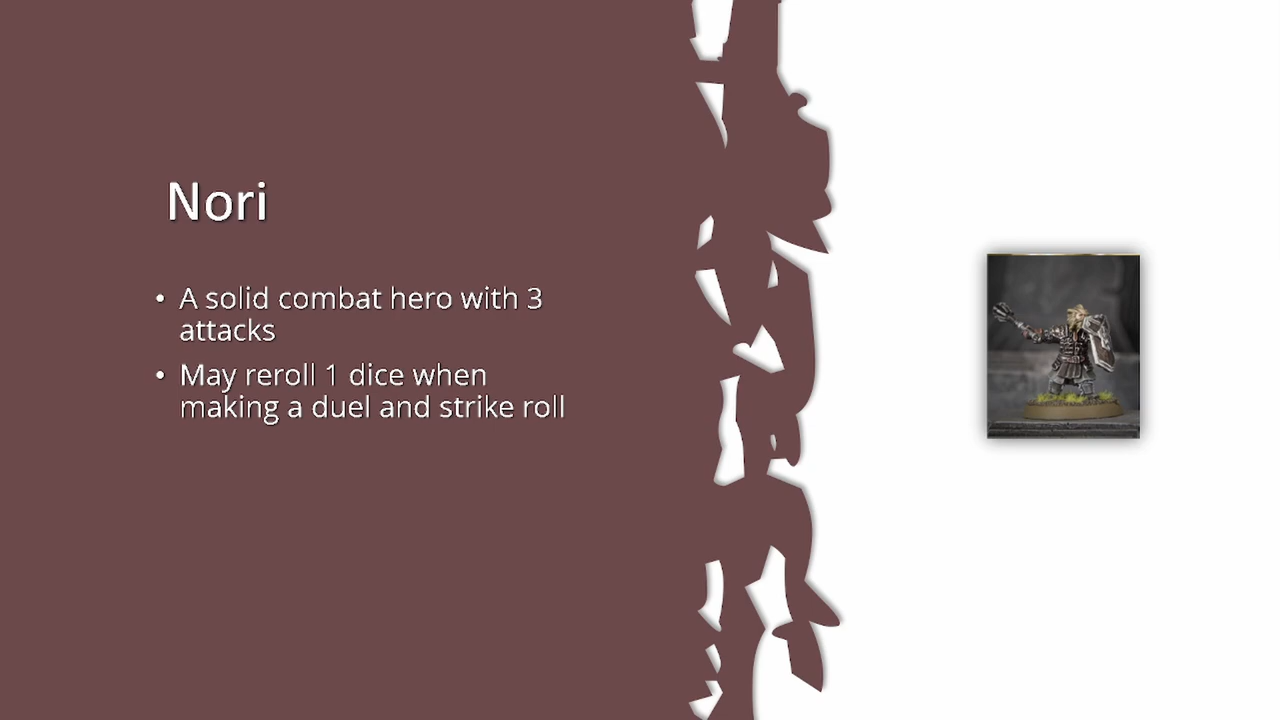 Nori
• A solid combat hero with 3
attacks
• May reroll 1 dice when
making a duel and strike roll